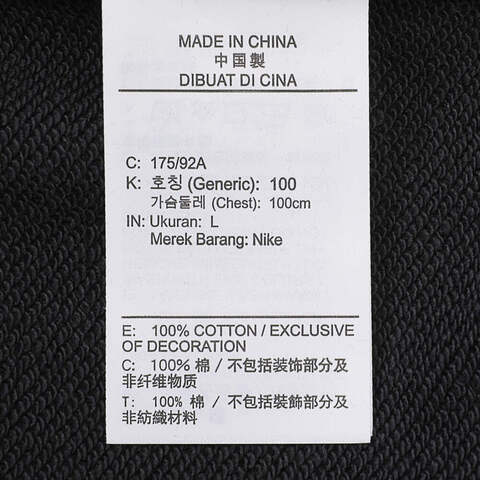 MADE IN CHINA
中国製
DIBUAT DI CINA
C: 175/92A
K: 호칭 (Generic): 100
가슴둘레 (Chest): 100cm
IN: Ukuran: L
Merek Barang: Nike
E: 100% COTTON / EXCLUSIVE
OF DECORATION
C: 100% 棉 / 不包括装饰部分及
非纤维物质
T: 100% 棉 / 不包括裝飾部分及
非紡織材料